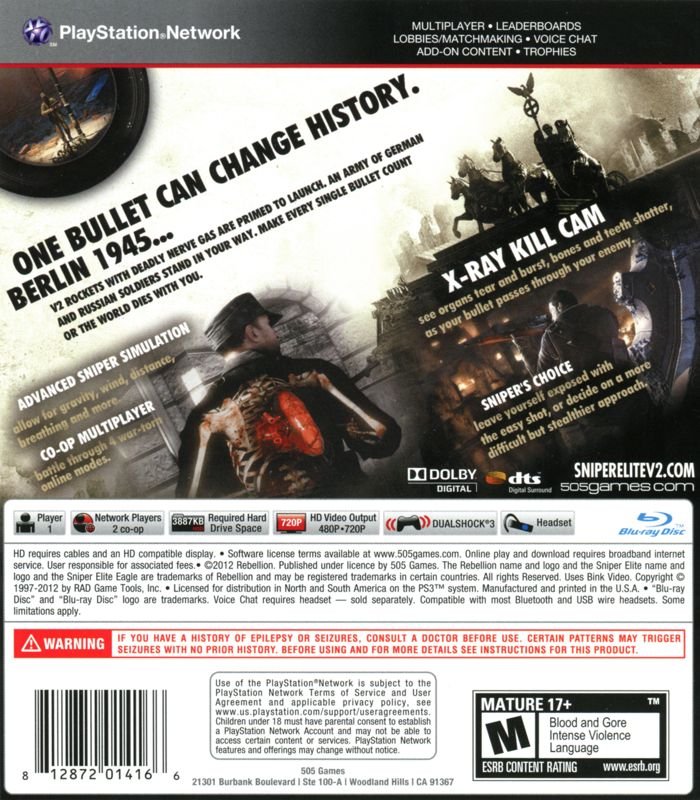 PlayStation®Network
MULTIPLAYER • LEADERBOARDS
LOBBIES/MATCHMAKING • VOICE CHAT
ADD-ON CONTENT • TROPHIES
ONE BULLET CAN CHANGE HISTORY.
BERLIN 1945...
V2 ROCKETS WITH DEADLY NERVE GAS ARE PRIMED TO LAUNCH. AN ARMY OF GERMAN
AND RUSSIAN SOLDIERS STAND IN YOUR WAY. MAKE EVERY SINGLE BULLET COUNT
OR THE WORLD DIES WITH YOU.
X-RAY KILL CAM
see organs tear and burst, bones and teeth shatter,
as your bullet passes through your enemy.
ADVANCED SNIPER SIMULATION
allow for gravity, wind, distance,
breathing and more.
CO-OP MULTIPLAYER
battle through 4 war-torn
online modes.
SNIPER'S CHOICE
leave yourself exposed with
the easy shot, or decide on a more
difficult but stealthier approach.
DOLBY
DIGITAL
dts
Digital Surround
SNIPERELITEV2.COM
505games.com
Player
1
Network Players
2 co-op
3887KB
Required Hard
Drive Space
720P
HD Video Output
480P•720P
DUALSHOCK®3
Headset
Blu-ray Disc
HD requires cables and an HD compatible display. • Software license terms available at www.505games.com. Online play and download requires broadband internet
service. User responsible for associated fees.• ©2012 Rebellion. Published under licence by 505 Games. The Rebellion name and logo and the Sniper Elite name and
logo and the Sniper Elite Eagle are trademarks of Rebellion and may be registered trademarks in certain countries. All rights Reserved. Uses Bink Video. Copyright ©
1997-2012 by RAD Game Tools, Inc. • Licensed for distribution in North and South America on the PS3™ system. Manufactured and printed in the U.S.A. • "Blu-ray
Disc" and "Blu-ray Disc" logo are trademarks. Voice Chat requires headset — sold separately. Compatible with most Bluetooth and USB wire headsets. Some
limitations apply.
WARNING
IF YOU HAVE A HISTORY OF EPILEPSY OR SEIZURES, CONSULT A DOCTOR BEFORE USE. CERTAIN PATTERNS MAY TRIGGER
SEIZURES WITH NO PRIOR HISTORY. BEFORE USING AND FOR MORE DETAILS SEE INSTRUCTIONS FOR THIS PRODUCT.
8 12872 01416 6
Use of the PlayStation®Network is subject to the
PlayStation Network Terms of Service and User
Agreement and applicable privacy policy, see
www.us.playstation.com/support/useragreements.
Children under 18 must have parental consent to establish
a PlayStation Network Account and may not be able to
access certain content or services. PlayStation Network
features and offerings may change without notice.
505 Games
21301 Burbank Boulevard | Ste 100-A | Woodland Hills | CA 91367
MATURE 17+
TM
M
Blood and Gore
Intense Violence
Language
ESRB CONTENT RATING
www.esrb.org